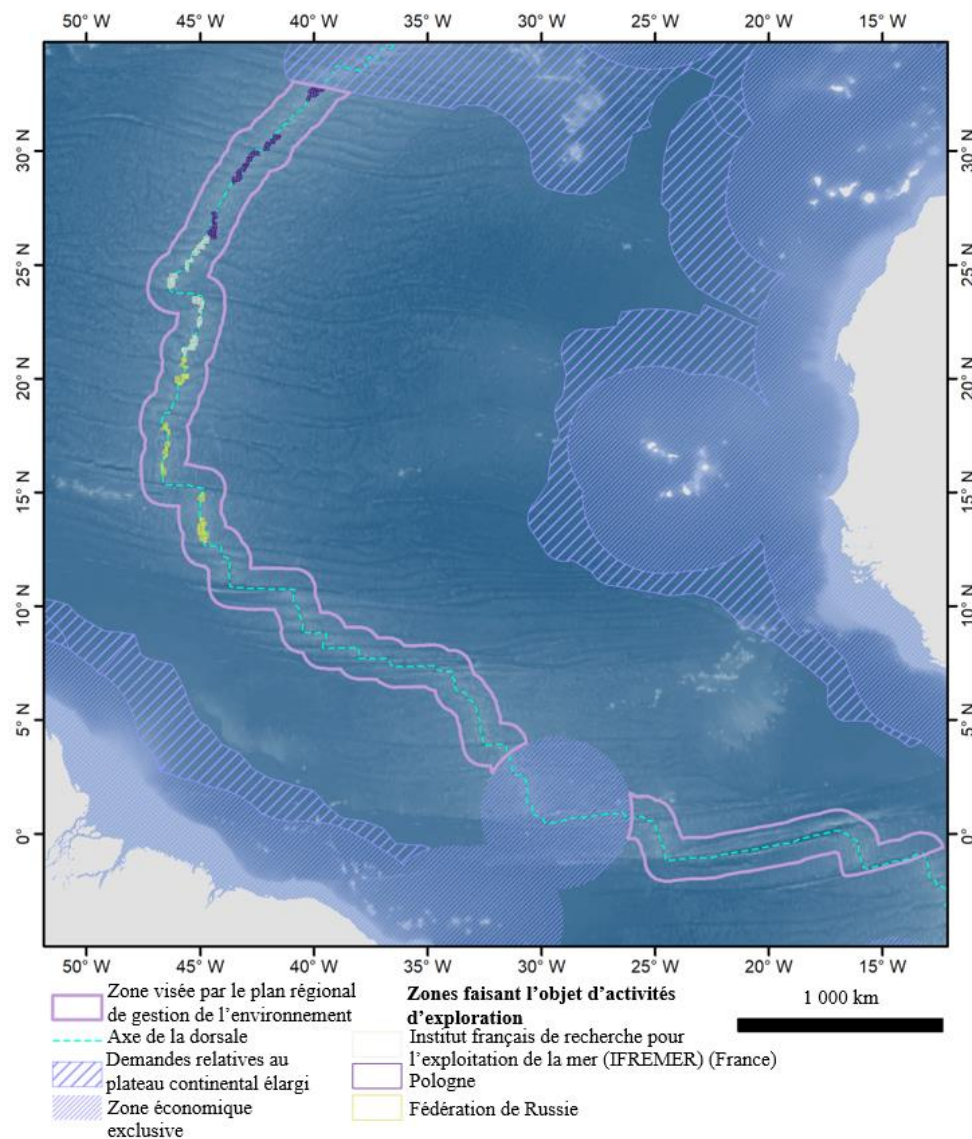 50° W 45° W 40° W 35° W 30° W 25° W 20° W 15° W
30° N 30° N
25° N 25° N
20° N 20° N
15° N 15° N
10° N 10° N
5° N 5° N
0° 0°
50° W 45° W 40° W 35° W 30° W 25° W 20° W 15° W
Zone visée par le plan régional
de gestion de l’environnement
Axe de la dorsale
Demandes relatives au
plateau continental élargi
Zone économique
exclusive
Zones faisant l’objet d’activités
d’exploration
Institut français de recherche pour
l’exploitation de la mer (IFREMER) (France)
Pologne
Fédération de Russie
1 000 km